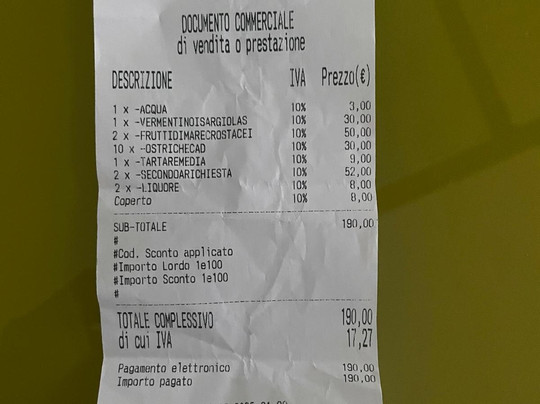 DOCUMENTO COMMERCIALE
di vendita o prestazione
DESCRIZIONE IVA Prezzo(€)
1 x -ACQUA 10% 3,00
1 x -VERMENTINOISARGIOLAS 10% 30,00
2 x -FRUTTIDIMARECROSTACEI 10% 50,00
10 x -OSTRICHECAD 10% 30,00
1 x -TARTAREMEDIA 10% 9,00
2 x -SECONDOARICHIESTA 10% 52,00
2 x -LIQUORE 10% 8,00
Coperto 10% 8,00
SUB-TOTALE 190,00
#
#Cod. Sconto applicato
#Importo Lordo 1e100
#Importo Sconto 1e100
#
TOTALE COMPLESSIVO 190,00
di cui IVA 17,27
Pagamento elettronico 190,00
Importo pagato 190,00